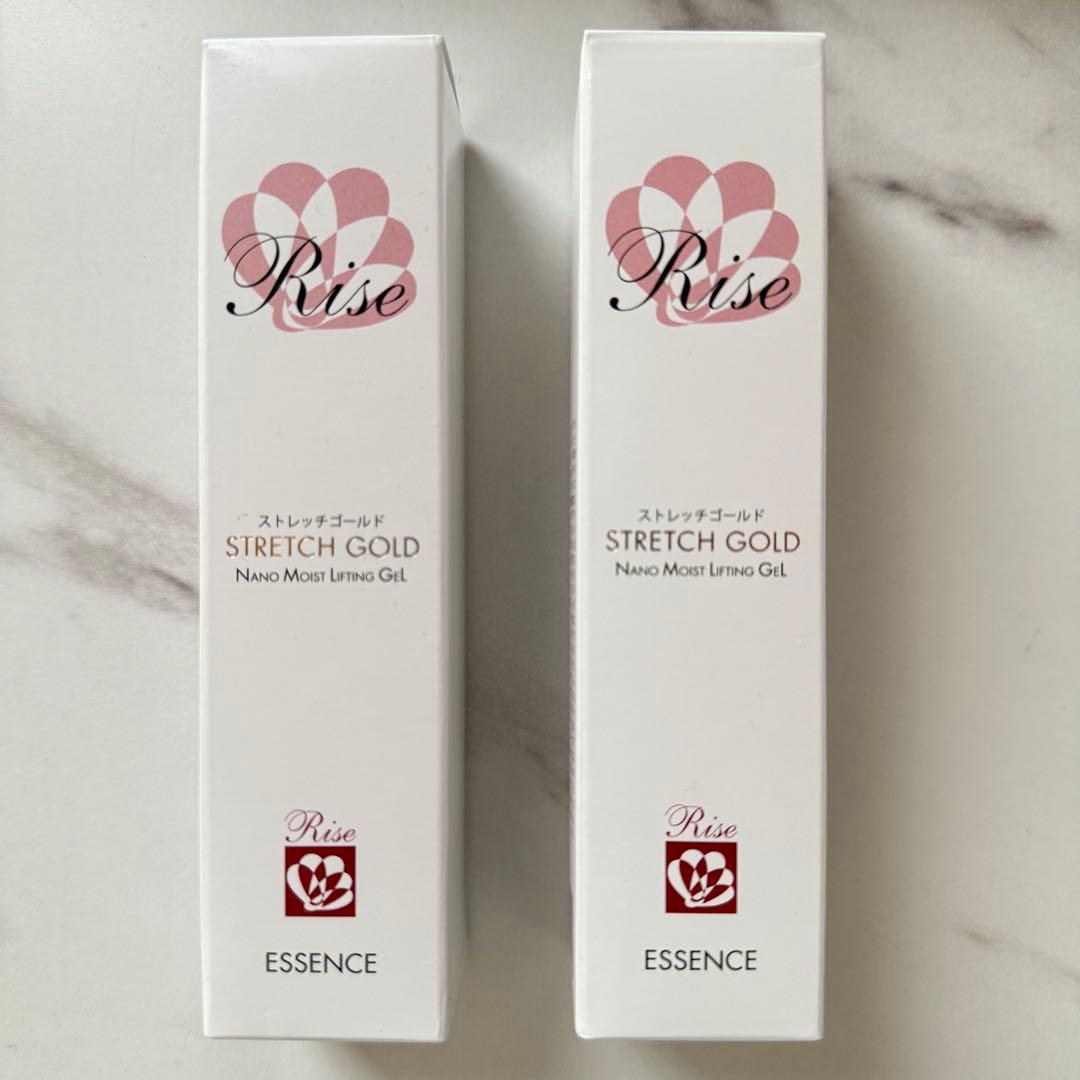 Rise
ストレッチゴールド
STRETCH GOLD
NANO MOIST LIFTING GEL
Rise
ESSENCE
Rise
ストレッチゴールド
STRETCH GOLD
NANO MOIST LIFTING GEL
Rise
ESSENCE